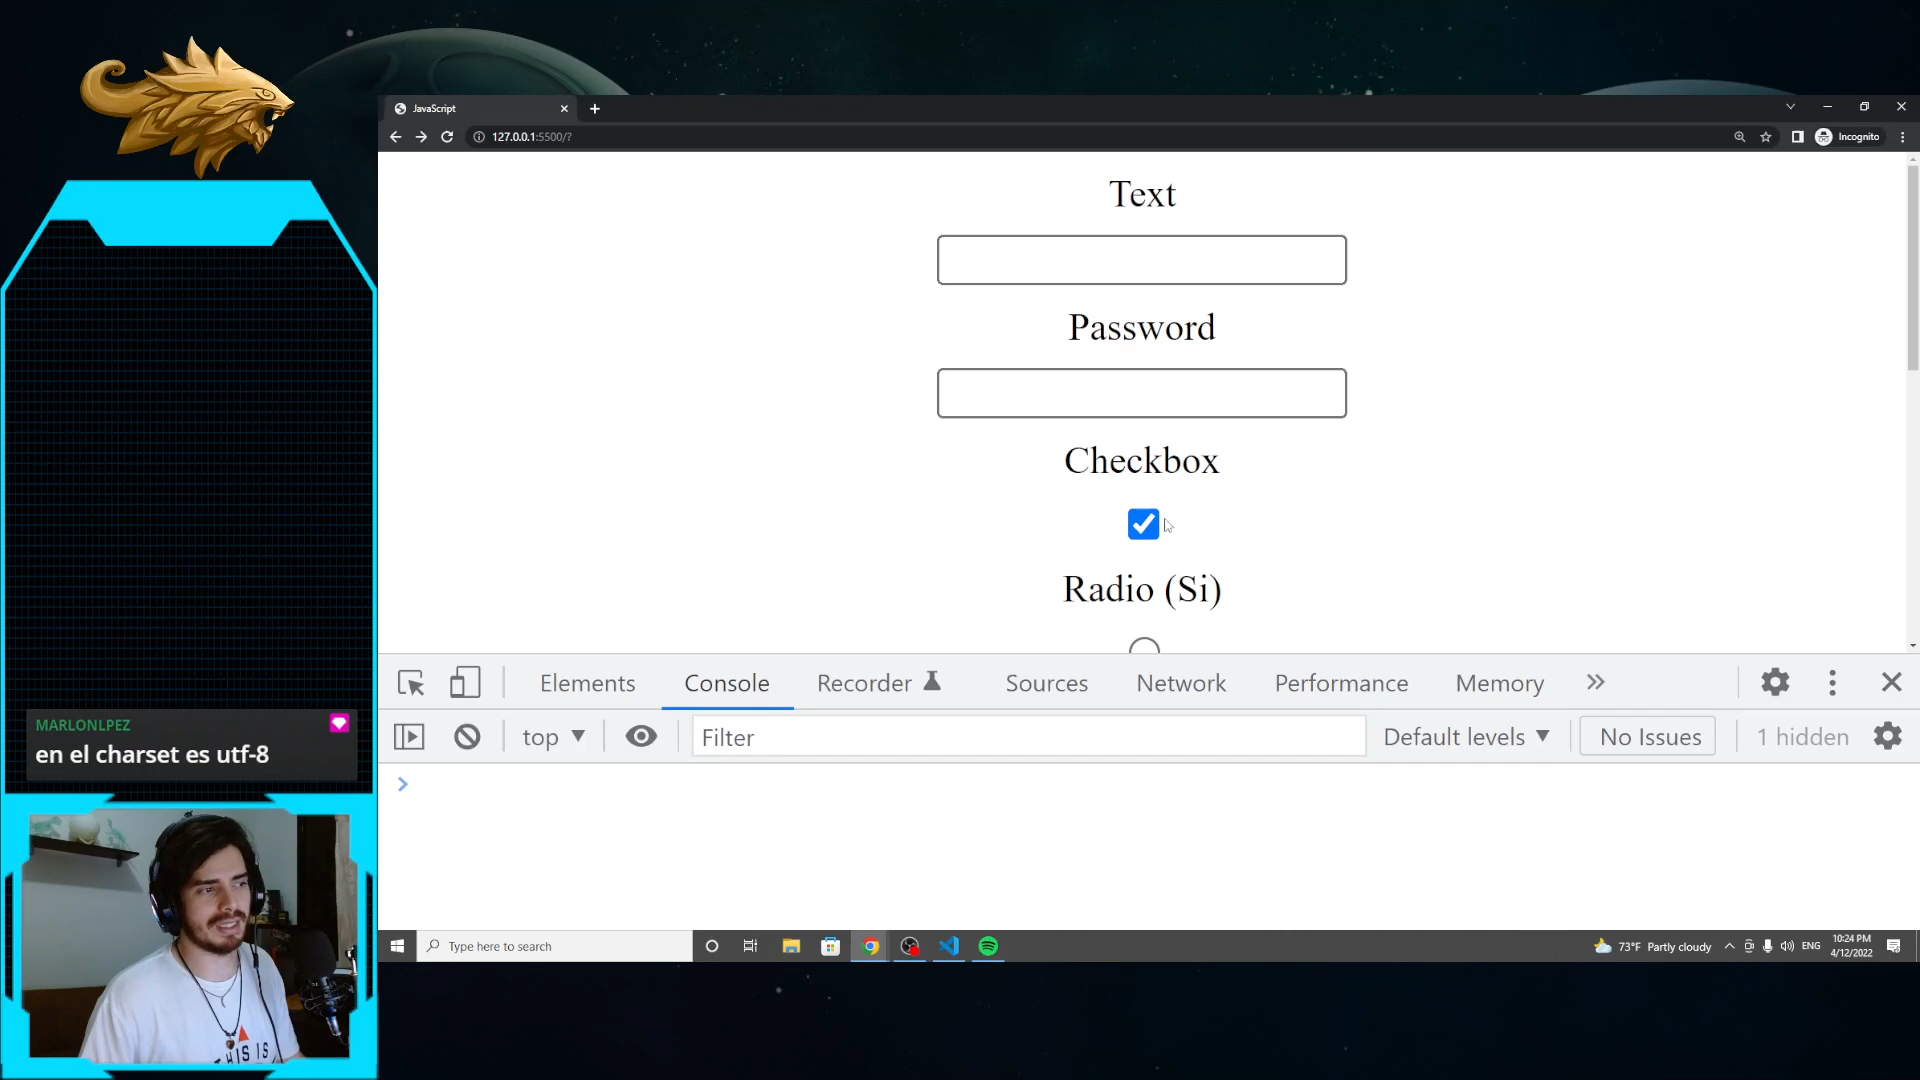 JavaScript
127.0.0.1:5500/?
Incognito
Text
Password
Checkbox
Radio (Si)
Elements
Console
Recorder
Sources
Network
Performance
Memory
top
Filter
Default levels
No Issues
1 hidden
MARLONLPEZ
en el charset es utf-8
THIS IS
Type here to search
73°F Partly cloudy
ENG
10:24 PM
4/12/2022